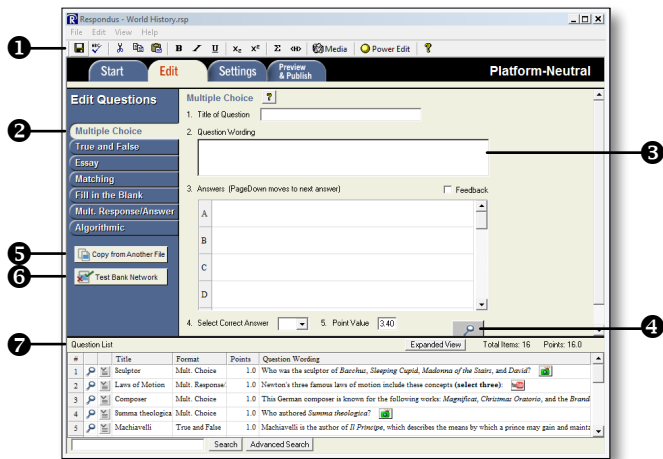 Respondus - World History.rsp
File Edit View Help
ABC B I U X₂ X² Σ Media Power Edit ?
Start Edit Settings Preview & Publish Platform-Neutral
Edit Questions
Multiple Choice
True and False
Essay
Matching
Fill in the Blank
Mult. Response/Answer
Algorithmic
Copy from Another File
Test Bank Network
Multiple Choice ?
1. Title of Question
2. Question Wording
3. Answers (PageDown moves to next answer) Feedback
A
B
C
D
4. Select Correct Answer 5. Point Value 3.40
Question List Expanded View Total Items: 16 Points: 16.0
# Title Format Points Question Wording
1 Sculptor Mult. Choice 1.0 Who was the sculptor of Bacchus, Sleeping Cupid, Madonna of the Stairs, and David?
2 Laws of Motion Mult. Response/ 1.0 Newton's three famous laws of motion include these concepts (select three):
3 Composer Mult. Choice 1.0 This German composer is known for the following works: Magnificat, Christmas Oratorio, and the Brand
4 Summa theologica Mult. Choice 1.0 Who authored Summa theologica?
5 Machiavelli True and False 1.0 Machiavelli is the author of Il Principe, which describes the means by which a prince may gain and mainta
Search Advanced Search
1
2
3
4
5
6
7